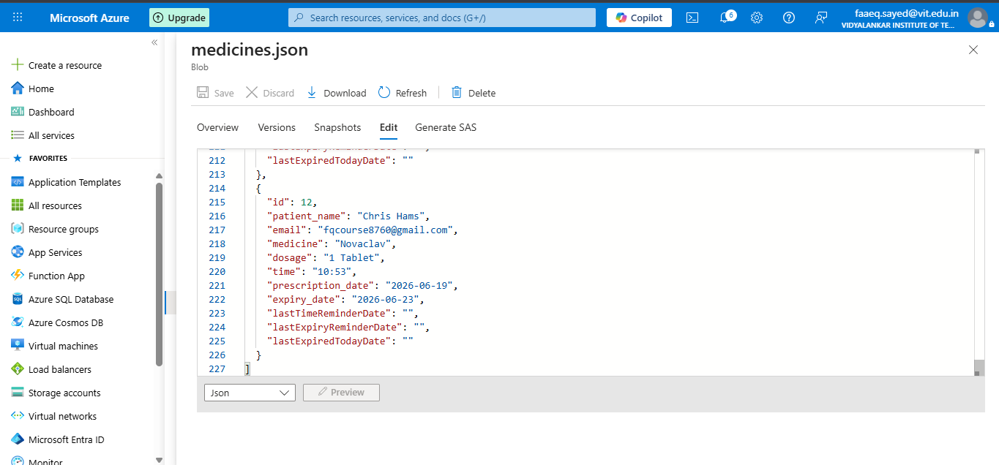 Microsoft Azure
Upgrade
Search resources, services, and docs (G+/)
Copilot
6
faaeq.sayed@vit.edu.in
VIDYALANKAR INSTITUTE OF TE...
Create a resource
Home
Dashboard
All services
FAVORITES
Application Templates
All resources
Resource groups
App Services
Function App
SQL
Azure SQL Database
Azure Cosmos DB
Virtual machines
Load balancers
Storage accounts
Virtual networks
Microsoft Entra ID
Monitor
medicines.json
Blob
Save
Discard
Download
Refresh
Delete
Overview
Versions
Snapshots
Edit
Generate SAS
212 "lastExpiredTodayDate": ""
213 },
214 {
215 "id": 12,
216 "patient_name": "Chris Hams",
217 "email": "fqcourse8760@gmail.com",
218 "medicine": "Novaclav",
219 "dosage": "1 Tablet",
220 "time": "10:53",
221 "prescription_date": "2026-06-19",
222 "expiry_date": "2026-06-23",
223 "lastTimeReminderDate": "",
224 "lastExpiryReminderDate": "",
225 "lastExpiredTodayDate": ""
226 }
227 ]
Json
Preview